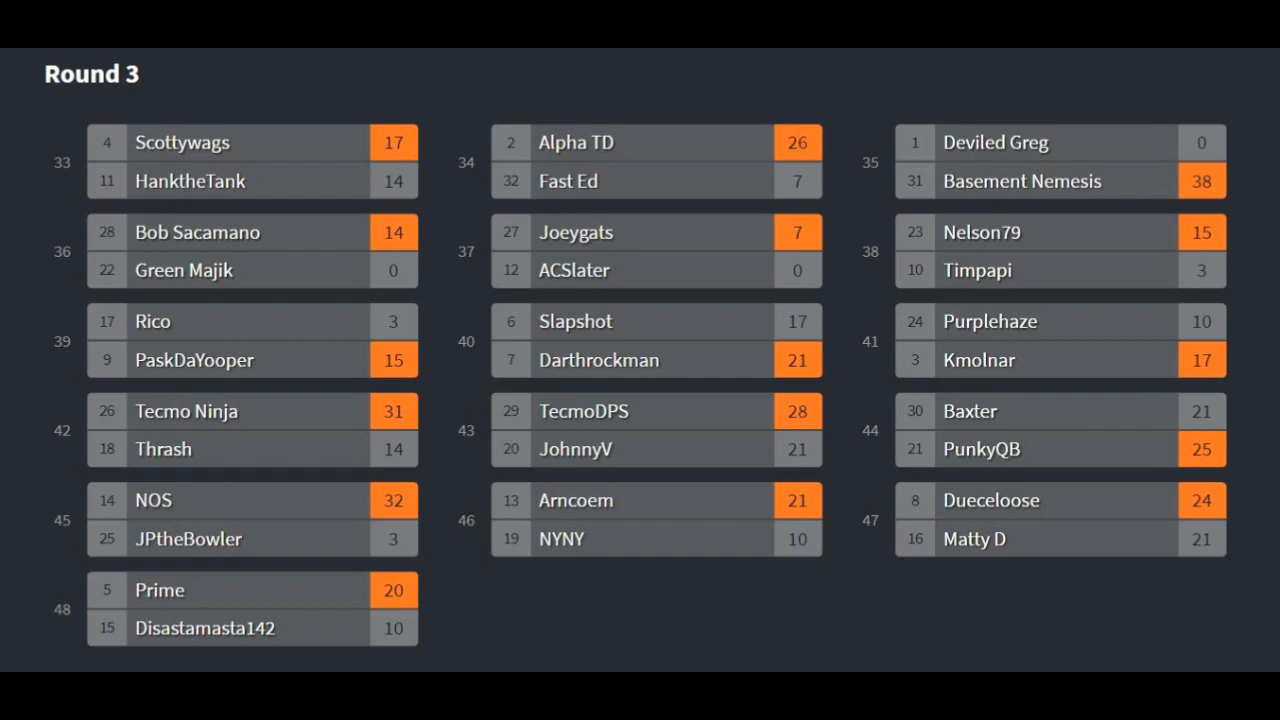 Round 3
33
4 Scottywags 17
11 HanktheTank 14
34
2 Alpha TD 26
32 Fast Ed 7
35
1 Deviled Greg 0
31 Basement Nemesis 38
36
28 Bob Sacamano 14
22 Green Majik 0
37
27 Joeygats 7
12 ACSlater 0
38
23 Nelson79 15
10 Timpapi 3
39
17 Rico 3
9 PaskDaYooper 15
40
6 Slapshot 17
7 Darthrockman 21
41
24 Purplehaze 10
3 Kmolnar 17
42
26 Tecmo Ninja 31
18 Thrash 14
43
29 TecmoDPS 28
20 JohnnyV 21
44
30 Baxter 21
21 PunkyQB 25
45
14 NOS 32
25 JPtheBowler 3
46
13 Arncoem 21
19 NYNY 10
47
8 Dueceloose 24
16 Matty D 21
48
5 Prime 20
15 Disastamasta142 10